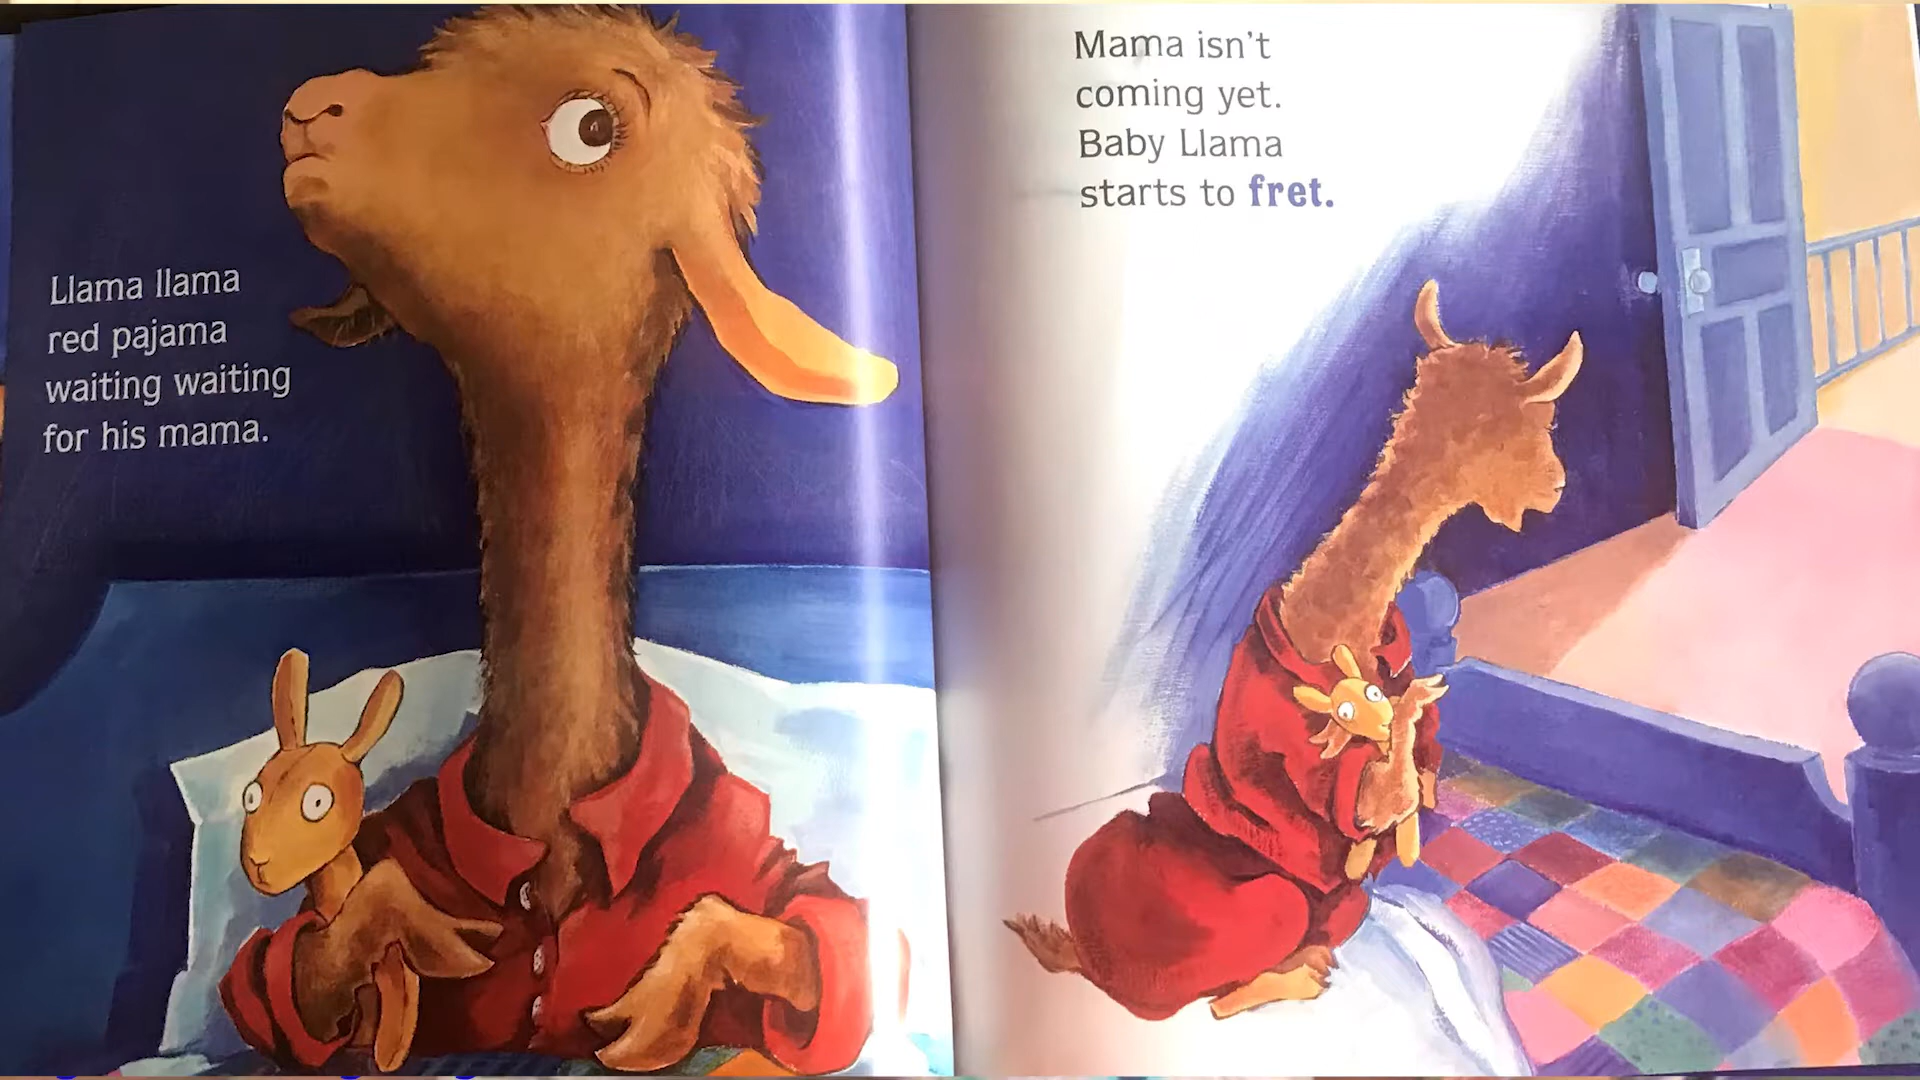 Llama llama
red pajama
waiting waiting
for his mama.
Mama isn't
coming yet.
Baby Llama
starts to fret.